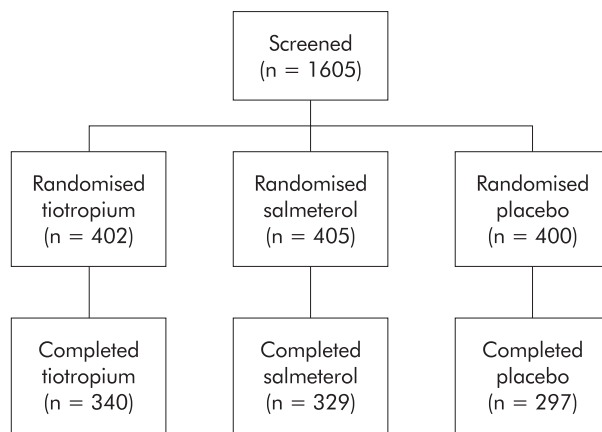 Screened
(n = 1605)
Randomised
tiotropium
(n = 402)
Randomised
salmeterol
(n = 405)
Randomised
placebo
(n = 400)
Completed
tiotropium
(n = 340)
Completed
salmeterol
(n = 329)
Completed
placebo
(n = 297)